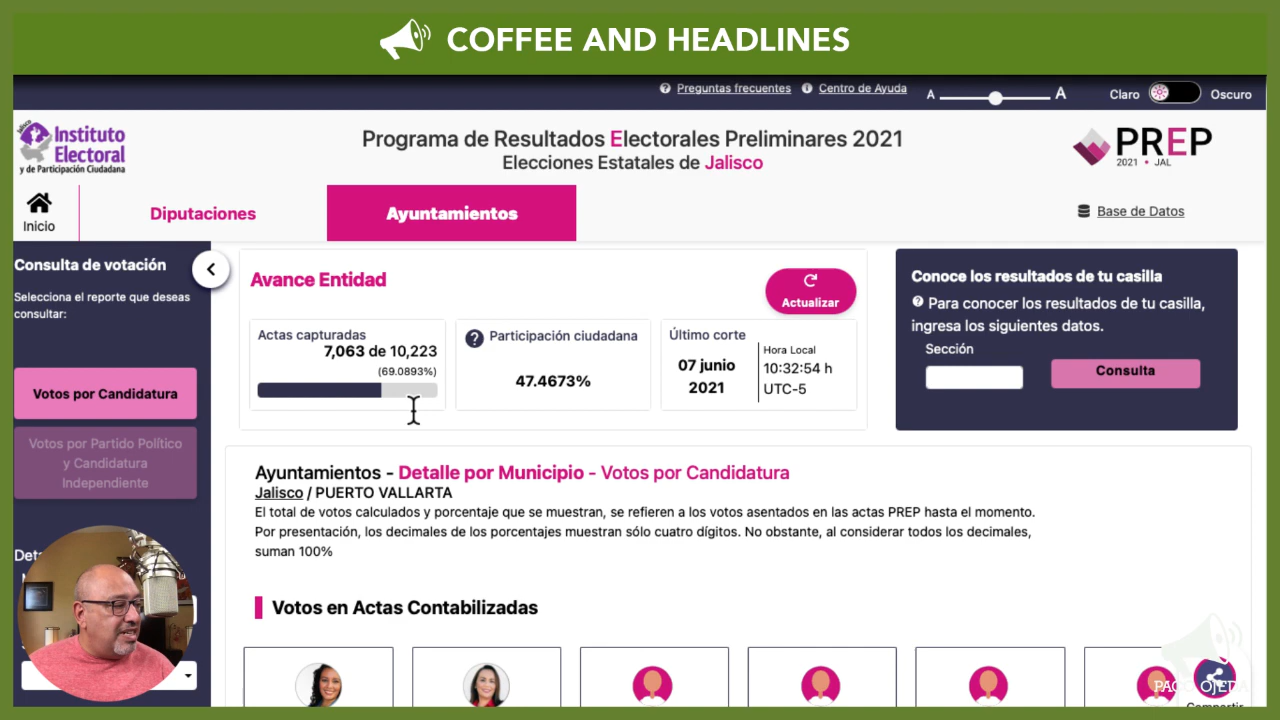 COFFEE AND HEADLINES
Preguntas frecuentes
Centro de Ayuda
A
A
Claro
Oscuro
Jalisco
Instituto
Electoral
y de Participación Ciudadana
Programa de Resultados Electorales Preliminares 2021
Elecciones Estatales de Jalisco
PREP
2021 • JAL
Inicio
Diputaciones
Ayuntamientos
Base de Datos
Consulta de votación
Selecciona el reporte que deseas
consultar:
Votos por Candidatura
Votos por Partido Político
y Candidatura
Independiente
Avance Entidad
Actualizar
Actas capturadas
7,063 de 10,223
(69.0893%)
Participación ciudadana
47.4673%
Último corte
07 junio
2021
Hora Local
10:32:54 h
UTC-5
Conoce los resultados de tu casilla
Para conocer los resultados de tu casilla,
ingresa los siguientes datos.
Sección
Consulta
Ayuntamientos - Detalle por Municipio - Votos por Candidatura
Jalisco / PUERTO VALLARTA
El total de votos calculados y porcentaje que se muestran, se refieren a los votos asentados en las actas PREP hasta el momento.
Por presentación, los decimales de los porcentajes muestran sólo cuatro dígitos. No obstante, al considerar todos los decimales,
suman 100%
Votos en Actas Contabilizadas
PACO OJEDA
Compartir